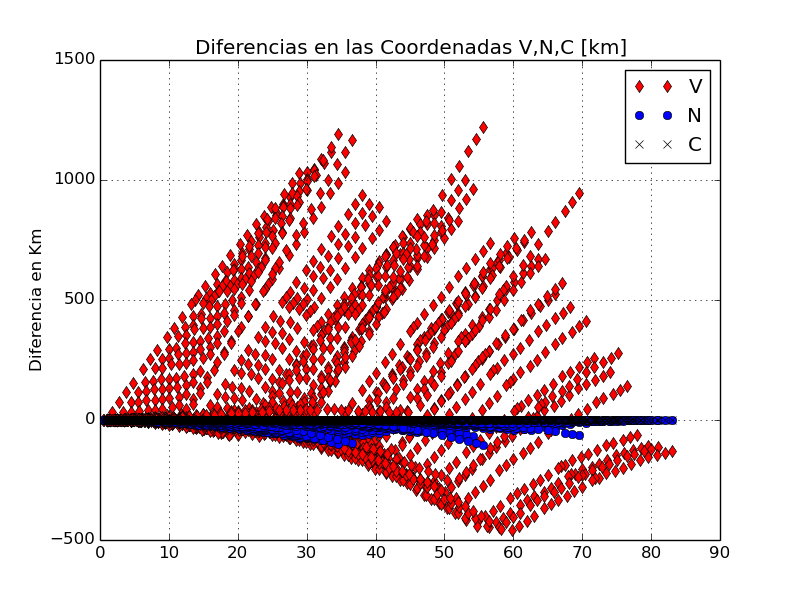 Diferencias en las Coordenadas V,N,C [km]
1500
1000
500
0
−500
Diferencia en Km
V
N
C
0 10 20 30 40 50 60 70 80 90